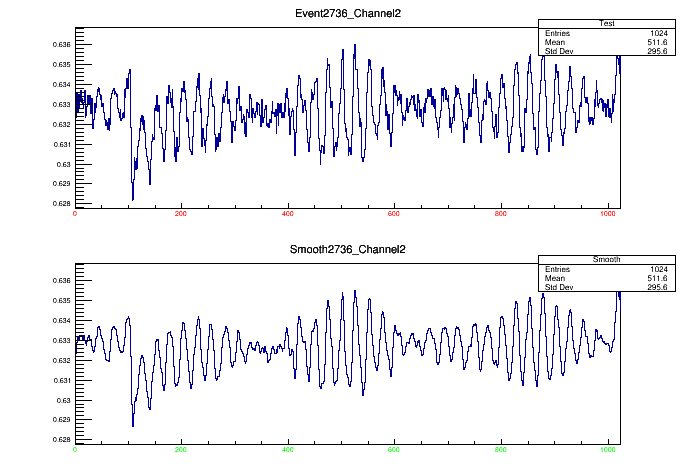 Event2736_Channel2
Test
Entries 1024
Mean 511.6
Std Dev 295.6
0.636
0.635
0.634
0.633
0.632
0.631
0.63
0.629
0.628
0 200 400 600 800 1000
Smooth2736_Channel2
Smooth
Entries 1024
Mean 511.6
Std Dev 295.6
0.636
0.635
0.634
0.633
0.632
0.631
0.63
0.629
0.628
0 200 400 600 800 1000